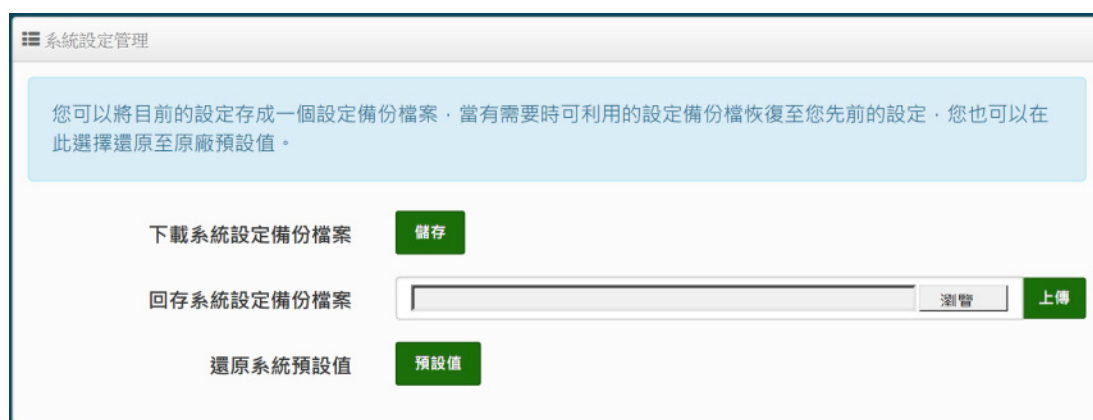 系統設定管理
您可以將目前的設定存成一個設定備份檔案，當有需要時可利用的設定備份檔恢復至您先前的設定，您也可以在
此選擇還原至原廠預設值。
下載系統設定備份檔案 儲存
回存系統設定備份檔案 瀏覽 上傳
還原系統預設值 預設值